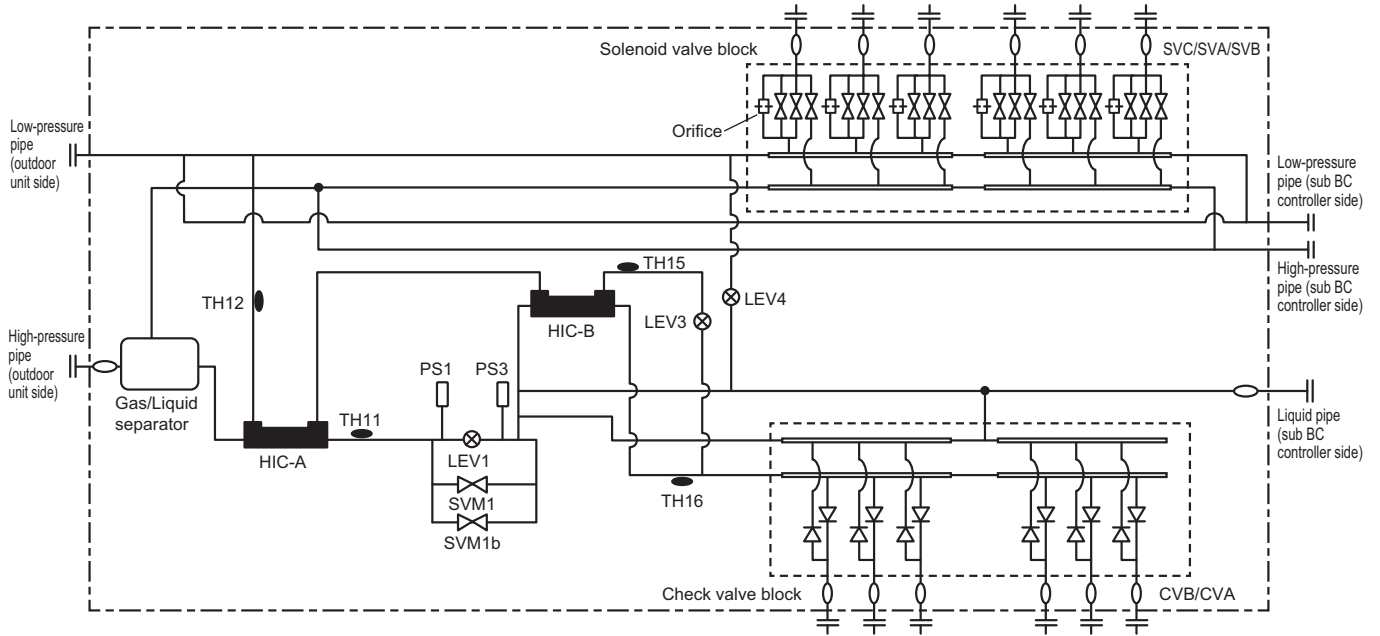 Solenoid valve block
SVC/SVA/SVB
Orifice
Low-pressure
pipe
(outdoor
unit side)
Low-pressure
pipe (sub BC
controller side)
High-pressure
pipe (sub BC
controller side)
TH15
TH12
LEV4
LEV3
HIC-B
High-pressure
pipe
(outdoor
unit side)
PS1
PS3
Gas/Liquid
separator
TH11
Liquid pipe
(sub BC
controller side)
HIC-A
LEV1
SVM1
TH16
SVM1b
Check valve block
CVB/CVA